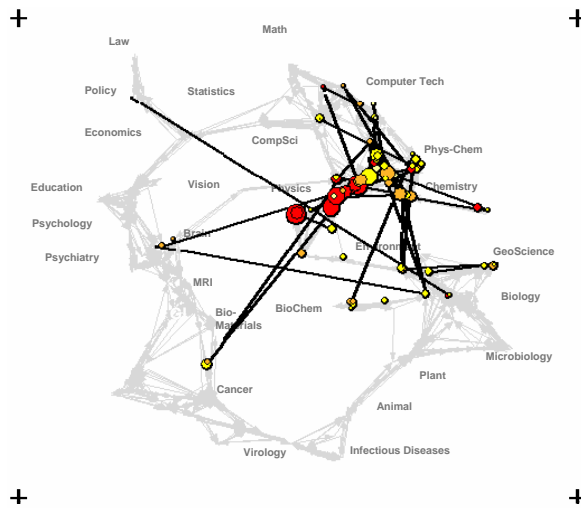 Math
Law
Computer Tech
Policy
Statistics
Economics
CompSci
Phys-Chem
Education
Vision
Physics
Chemistry
Psychology
Brain
Environment
GeoScience
Psychiatry
MRI
Biology
Bio-
Materials
BioChem
Microbiology
Plant
Cancer
Animal
Virology
Infectious Diseases